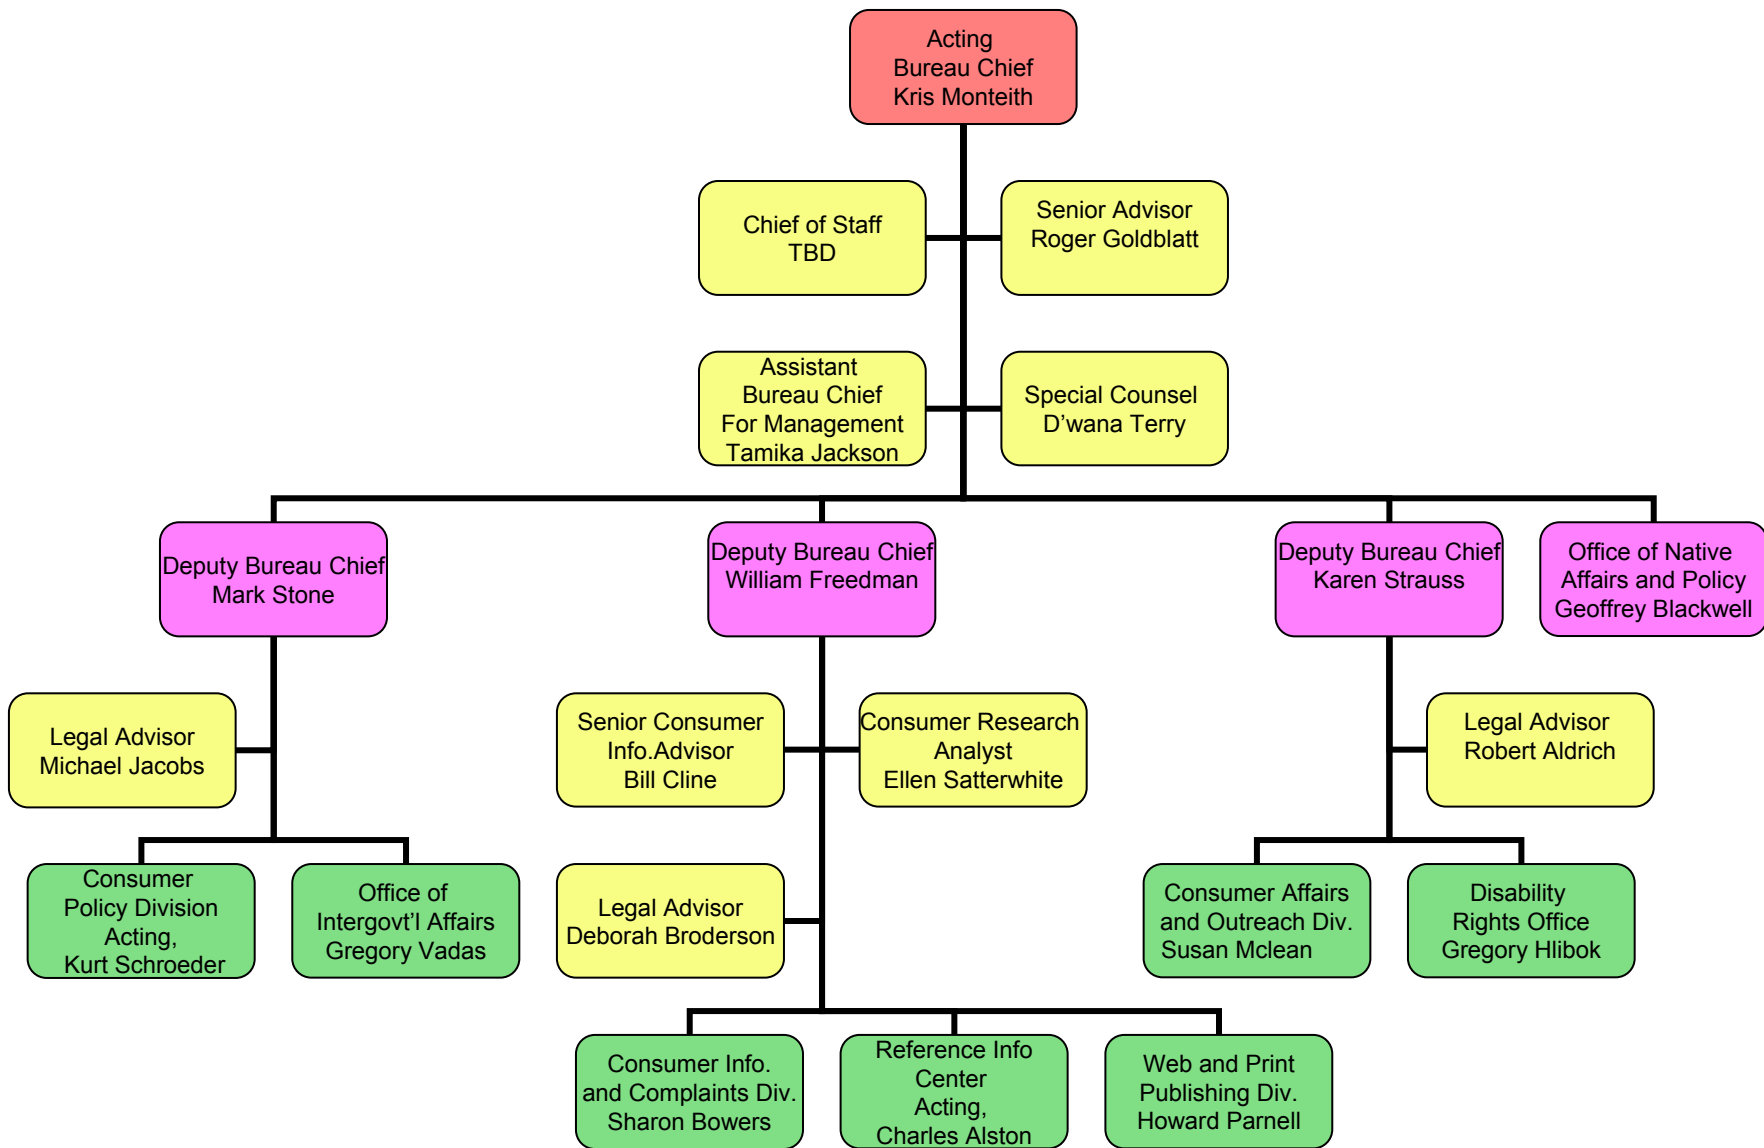 Acting
Bureau Chief
Kris Monteith
Chief of Staff
TBD
Senior Advisor
Roger Goldblatt
Assistant
Bureau Chief
For Management
Tamika Jackson
Special Counsel
D’wana Terry
Deputy Bureau Chief
Mark Stone
Deputy Bureau Chief
William Freedman
Deputy Bureau Chief
Karen Strauss
Office of Native
Affairs and Policy
Geoffrey Blackwell
Legal Advisor
Michael Jacobs
Senior Consumer
Info.Advisor
Bill Cline
Consumer Research
Analyst
Ellen Satterwhite
Legal Advisor
Robert Aldrich
Consumer
Policy Division
Acting,
Kurt Schroeder
Office of
Intergovt’l Affairs
Gregory Vadas
Legal Advisor
Deborah Broderson
Consumer Affairs
and Outreach Div.
Susan Mclean
Disability
Rights Office
Gregory Hlibok
Consumer Info.
and Complaints Div.
Sharon Bowers
Reference Info
Center
Acting,
Charles Alston
Web and Print
Publishing Div.
Howard Parnell